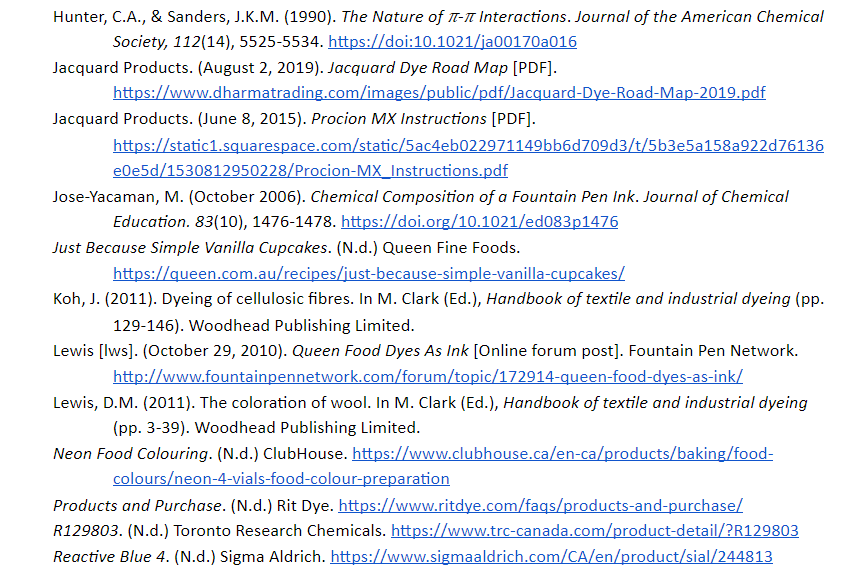 Hunter, C.A., & Sanders, J.K.M. (1990). The Nature of π-π Interactions. Journal of the American Chemical
Society, 112(14), 5525-5534. https://doi:10.1021/ja00170a016
Jacquard Products. (August 2, 2019). Jacquard Dye Road Map [PDF].
https://www.dharmatrading.com/images/public/pdf/Jacquard-Dye-Road-Map-2019.pdf
Jacquard Products. (June 8, 2015). Procion MX Instructions [PDF].
https://static1.squarespace.com/static/5ac4eb022971149bb6d709d3/t/5b3e5a158a922d76136
e0e5d/1530812950228/Procion-MX_Instructions.pdf
Jose-Yacaman, M. (October 2006). Chemical Composition of a Fountain Pen Ink. Journal of Chemical
Education. 83(10), 1476-1478. https://doi.org/10.1021/ed083p1476
Just Because Simple Vanilla Cupcakes. (N.d.) Queen Fine Foods.
https://queen.com.au/recipes/just-because-simple-vanilla-cupcakes/
Koh, J. (2011). Dyeing of cellulosic fibres. In M. Clark (Ed.), Handbook of textile and industrial dyeing (pp.
129-146). Woodhead Publishing Limited.
Lewis [lws]. (October 29, 2010). Queen Food Dyes As Ink [Online forum post]. Fountain Pen Network.
http://www.fountainpennetwork.com/forum/topic/172914-queen-food-dyes-as-ink/
Lewis, D.M. (2011). The coloration of wool. In M. Clark (Ed.), Handbook of textile and industrial dyeing
(pp. 3-39). Woodhead Publishing Limited.
Neon Food Colouring. (N.d.) ClubHouse. https://www.clubhouse.ca/en-ca/products/baking/food-
colours/neon-4-vials-food-colour-preparation
Products and Purchase. (N.d.) Rit Dye. https://www.ritdye.com/faqs/products-and-purchase/
R129803. (N.d.) Toronto Research Chemicals. https://www.trc-canada.com/product-detail/?R129803
Reactive Blue 4. (N.d.) Sigma Aldrich. https://www.sigmaaldrich.com/CA/en/product/sial/244813